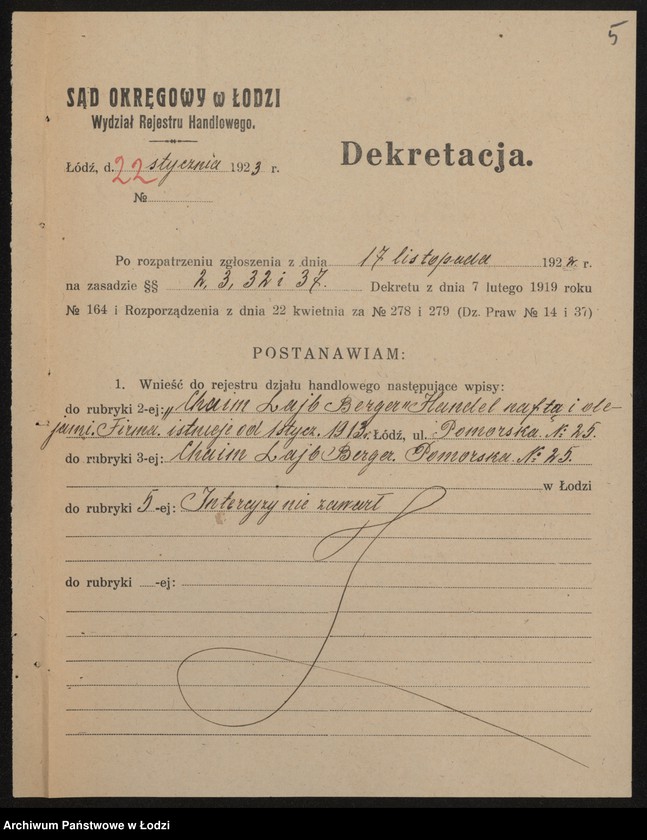 5
SĄD OKRĘGOWY w ŁODZI
Wydział Rejestru Handlowego.
Dekretacja.
Łódź, d. 22 stycznia 1923 r.
№
Po rozpatrzeniu zgłoszenia z dnia 17 listopada 1922 r.
na zasadzie §§ 2, 3, 32 i 37. Dekretu z dnia 7 lutego 1919 roku
№ 164 i Rozporządzenia z dnia 22 kwietnia za № 278 i 279 (Dz. Praw № 14 i 37)
POSTANAWIAM:
1. Wnieść do rejestru działu handlowego następujące wpisy:
do rubryki 2-ej: „Chaim Lajb Berger" Handel naftą i ole-
jami. Firma istnieje od 1 stycz. 1913 r. Łódź, ul. Pomorska № 25.
do rubryki 3-ej: Chaim Lajb Berger. Pomorska № 25.
w Łodzi
do rubryki 5-ej: Intercyzy nie zawarł
do rubryki -ej:
Archiwum Państwowe w Łodzi